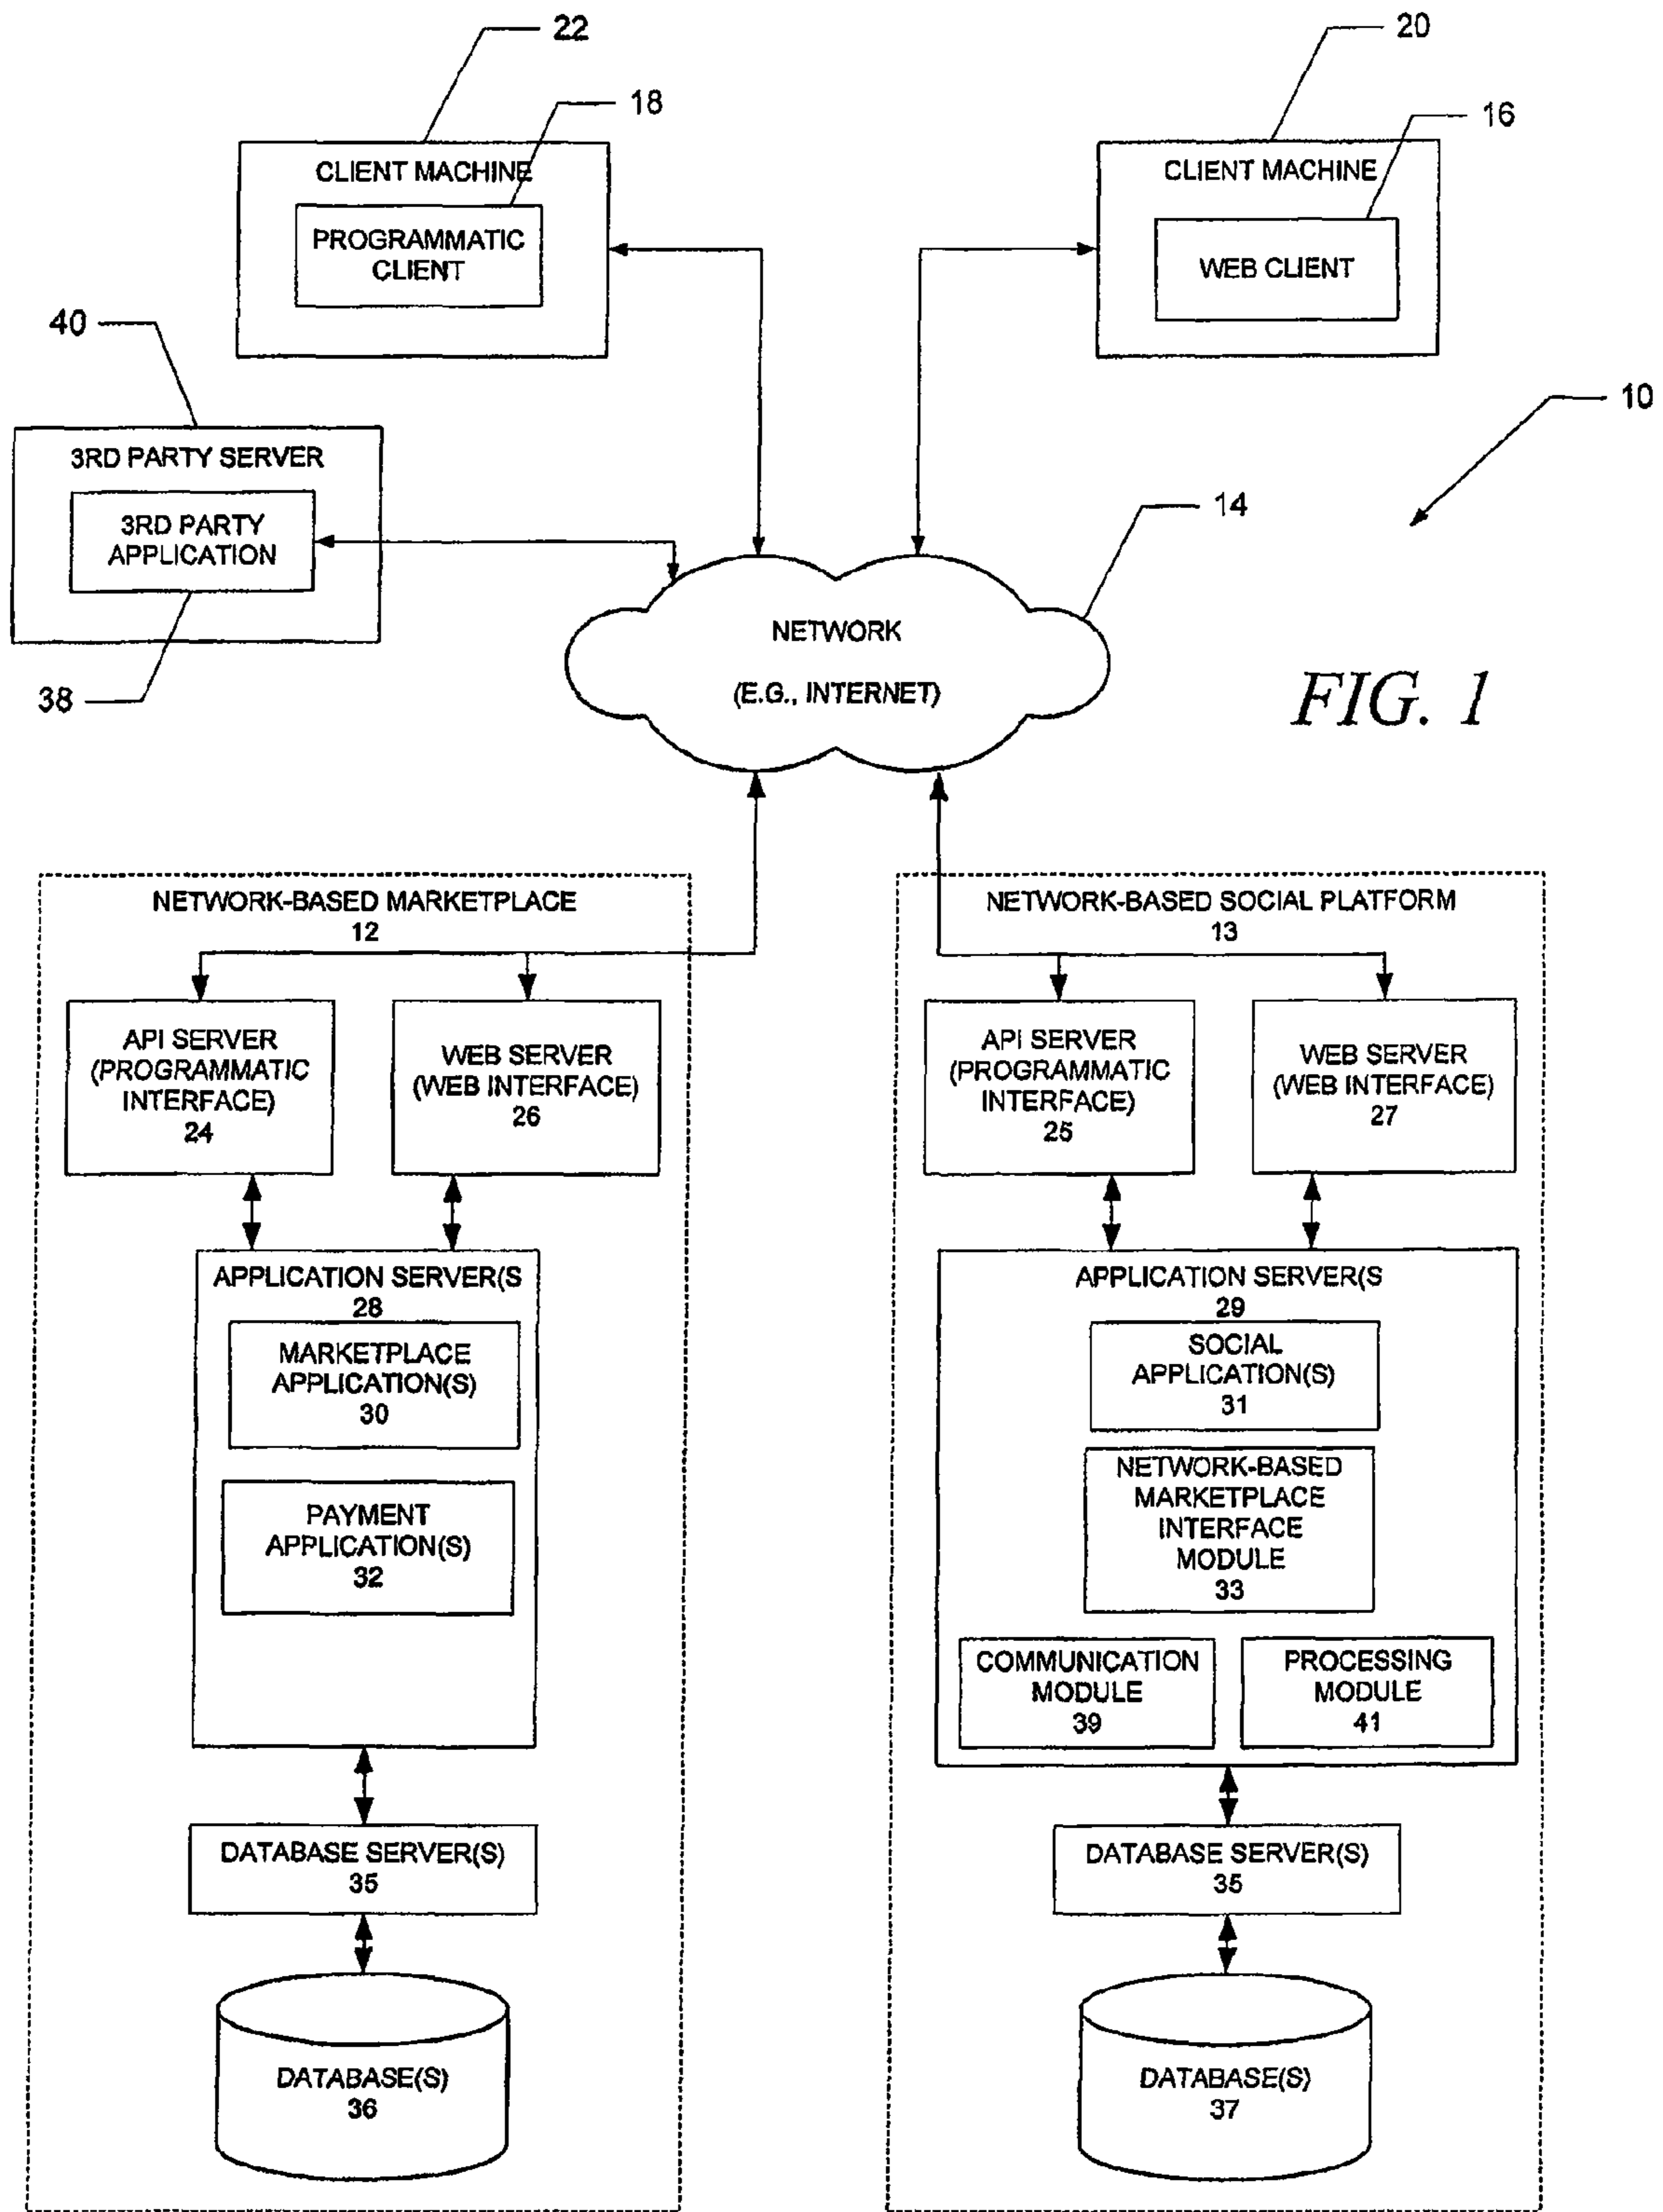 22
20
18
16
CLIENT MACHINE
PROGRAMMATIC
CLIENT
CLIENT MACHINE
WEB CLIENT
40
10
3RD PARTY SERVER
3RD PARTY
APPLICATION
38
14
NETWORK
(E.G., INTERNET)
FIG. 1
NETWORK-BASED MARKETPLACE
12
API SERVER
(PROGRAMMATIC
INTERFACE)
24
WEB SERVER
(WEB INTERFACE)
26
APPLICATION SERVER(S
28
MARKETPLACE
APPLICATION(S)
30
PAYMENT
APPLICATION(S)
32
DATABASE SERVER(S)
35
DATABASE(S)
36
NETWORK-BASED SOCIAL PLATFORM
13
API SERVER
(PROGRAMMATIC
INTERFACE)
25
WEB SERVER
(WEB INTERFACE)
27
APPLICATION SERVER(S
29
SOCIAL
APPLICATION(S)
31
NETWORK-BASED
MARKETPLACE
INTERFACE
MODULE
33
COMMUNICATION
MODULE
39
PROCESSING
MODULE
41
DATABASE SERVER(S)
35
DATABASE(S)
37